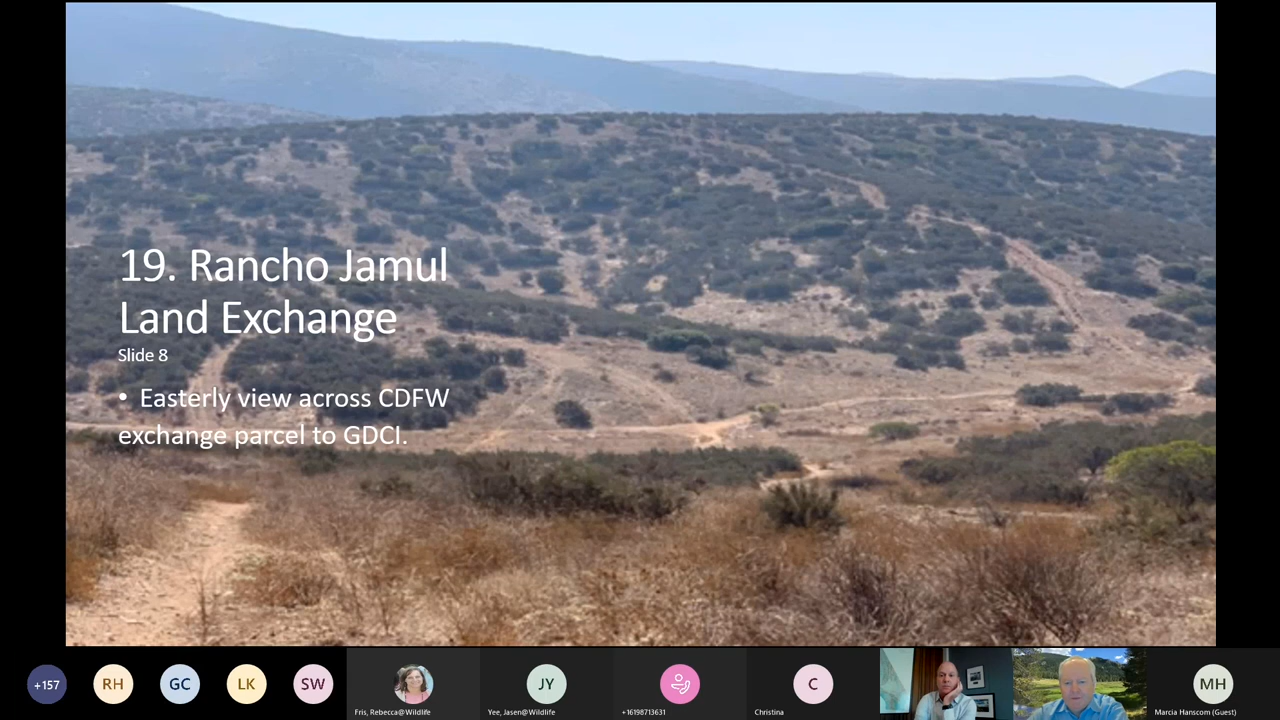 19. Rancho Jamul
Land Exchange
Slide 8
• Easterly view across CDFW
exchange parcel to GDCI.
+157
RH
GC
LK
SW
JY
C
MH
Fris, Rebecca@Wildlife
Yee, Jasen@Wildlife
+16198713631
Christina
Marcia Hanscom (Guest)